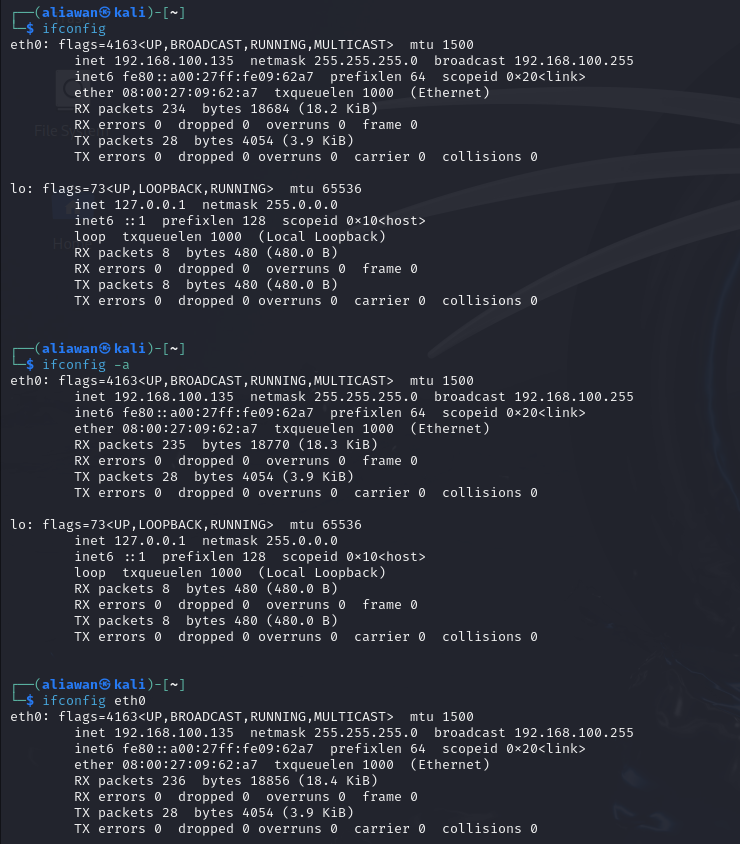 ┌──(aliawan㉿kali)-[~]
└─$ ifconfig
eth0: flags=4163<UP,BROADCAST,RUNNING,MULTICAST>  mtu 1500
        inet 192.168.100.135  netmask 255.255.255.0  broadcast 192.168.100.255
        inet6 fe80::a00:27ff:fe09:62a7  prefixlen 64  scopeid 0×20<link>
        ether 08:00:27:09:62:a7  txqueuelen 1000  (Ethernet)
        RX packets 234  bytes 18684 (18.2 KiB)
        RX errors 0  dropped 0  overruns 0  frame 0
        TX packets 28  bytes 4054 (3.9 KiB)
        TX errors 0  dropped 0 overruns 0  carrier 0  collisions 0

lo: flags=73<UP,LOOPBACK,RUNNING>  mtu 65536
        inet 127.0.0.1  netmask 255.0.0.0
        inet6 ::1  prefixlen 128  scopeid 0×10<host>
        loop  txqueuelen 1000  (Local Loopback)
        RX packets 8  bytes 480 (480.0 B)
        RX errors 0  dropped 0  overruns 0  frame 0
        TX packets 8  bytes 480 (480.0 B)
        TX errors 0  dropped 0 overruns 0  carrier 0  collisions 0

┌──(aliawan㉿kali)-[~]
└─$ ifconfig -a
eth0: flags=4163<UP,BROADCAST,RUNNING,MULTICAST>  mtu 1500
        inet 192.168.100.135  netmask 255.255.255.0  broadcast 192.168.100.255
        inet6 fe80::a00:27ff:fe09:62a7  prefixlen 64  scopeid 0×20<link>
        ether 08:00:27:09:62:a7  txqueuelen 1000  (Ethernet)
        RX packets 235  bytes 18770 (18.3 KiB)
        RX errors 0  dropped 0  overruns 0  frame 0
        TX packets 28  bytes 4054 (3.9 KiB)
        TX errors 0  dropped 0 overruns 0  carrier 0  collisions 0

lo: flags=73<UP,LOOPBACK,RUNNING>  mtu 65536
        inet 127.0.0.1  netmask 255.0.0.0
        inet6 ::1  prefixlen 128  scopeid 0×10<host>
        loop  txqueuelen 1000  (Local Loopback)
        RX packets 8  bytes 480 (480.0 B)
        RX errors 0  dropped 0  overruns 0  frame 0
        TX packets 8  bytes 480 (480.0 B)
        TX errors 0  dropped 0 overruns 0  carrier 0  collisions 0

┌──(aliawan㉿kali)-[~]
└─$ ifconfig eth0
eth0: flags=4163<UP,BROADCAST,RUNNING,MULTICAST>  mtu 1500
        inet 192.168.100.135  netmask 255.255.255.0  broadcast 192.168.100.255
        inet6 fe80::a00:27ff:fe09:62a7  prefixlen 64  scopeid 0×20<link>
        ether 08:00:27:09:62:a7  txqueuelen 1000  (Ethernet)
        RX packets 236  bytes 18856 (18.4 KiB)
        RX errors 0  dropped 0  overruns 0  frame 0
        TX packets 28  bytes 4054 (3.9 KiB)
        TX errors 0  dropped 0 overruns 0  carrier 0  collisions 0